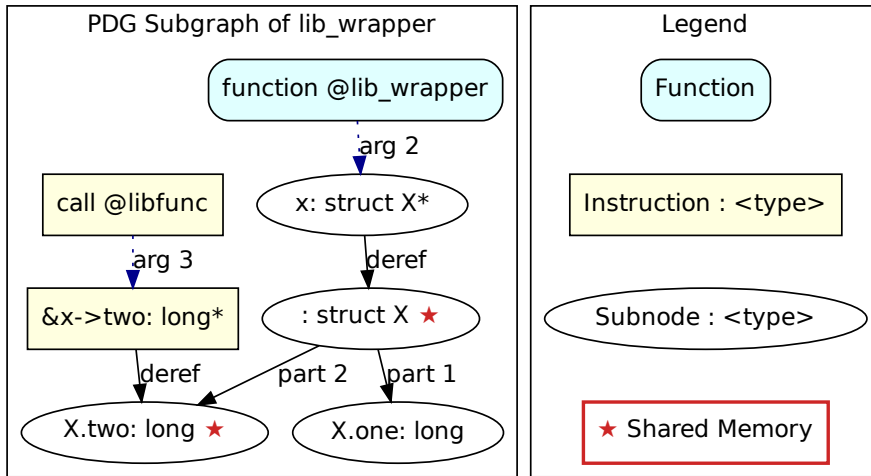 PDG Subgraph of lib_wrapper
function @lib_wrapper
arg 2
call @libfunc
x: struct X*
arg 3
deref
&x->two: long*
: struct X ★
deref
part 2
part 1
X.two: long ★
X.one: long
Legend
Function
Instruction : <type>
Subnode : <type>
★ Shared Memory